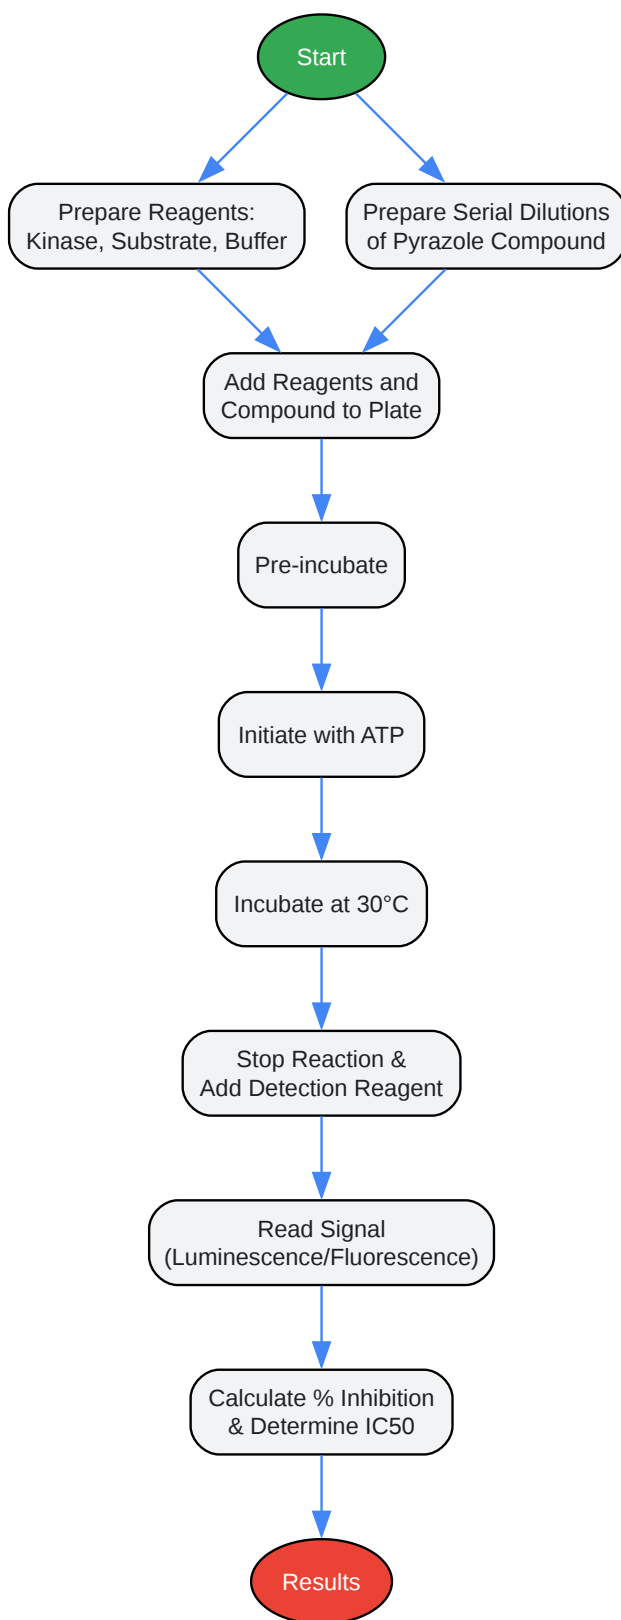 Start
Prepare Reagents:
Kinase, Substrate, Buffer
Prepare Serial Dilutions
of Pyrazole Compound
Add Reagents and
Compound to Plate
Pre-incubate
Initiate with ATP
Incubate at 30°C
Stop Reaction &
Add Detection Reagent
Read Signal
(Luminescence/Fluorescence)
Calculate % Inhibition
& Determine IC50
Results